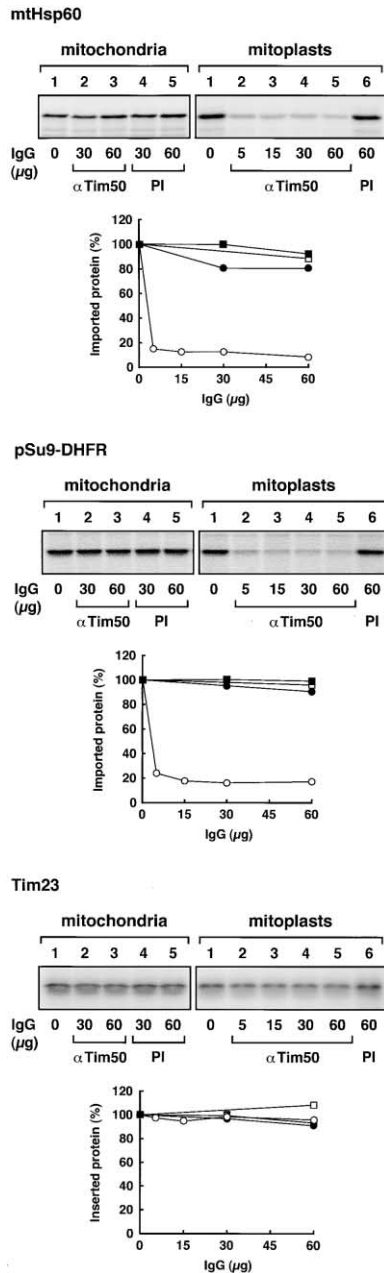 mtHsp60
mitochondria mitoplasts
1 2 3 4 5 1 2 3 4 5 6
IgG 0 30 60 30 60 0 5 15 30 60 60
(µg) α Tim50 PI α Tim50 PI
120
100
80
60
40
20
0
Imported protein (%)
0 15 30 45 60
IgG (µg)
pSu9-DHFR
mitochondria mitoplasts
1 2 3 4 5 1 2 3 4 5 6
IgG 0 30 60 30 60 0 5 15 30 60 60
(µg) α Tim50 PI α Tim50 PI
120
100
80
60
40
20
0
Imported protein (%)
0 15 30 45 60
IgG (µg)
Tim23
mitochondria mitoplasts
1 2 3 4 5 1 2 3 4 5 6
IgG 0 30 60 30 60 0 5 15 30 60 60
(µg) α Tim50 PI α Tim50 PI
120
100
80
60
40
20
0
Inserted protein (%)
0 15 30 45 60
IgG (µg)